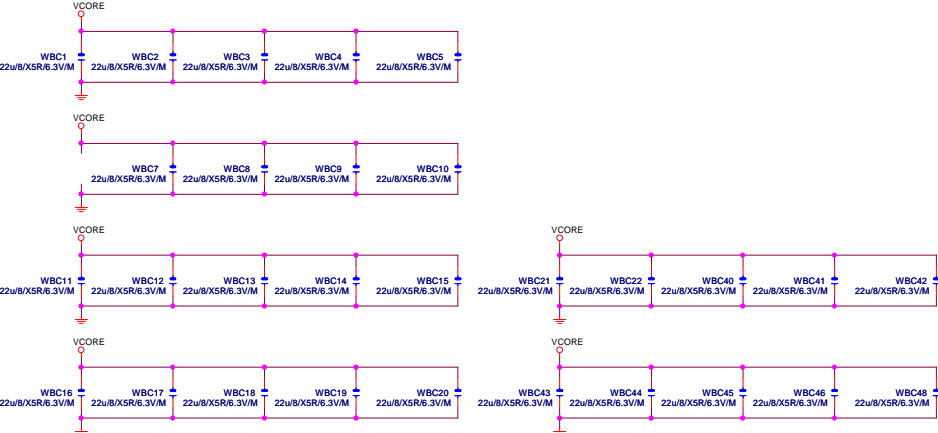 VCORE
WBC1 WBC2 WBC3 WBC4 WBC5
22u/8/X5R/6.3V/M 22u/8/X5R/6.3V/M 22u/8/X5R/6.3V/M 22u/8/X5R/6.3V/M 22u/8/X5R/6.3V/M
VCORE
WBC7 WBC8 WBC9 WBC10
22u/8/X5R/6.3V/M 22u/8/X5R/6.3V/M 22u/8/X5R/6.3V/M 22u/8/X5R/6.3V/M
VCORE VCORE
WBC11 WBC12 WBC13 WBC14 WBC15 WBC21 WBC22 WBC40 WBC41 WBC42
22u/8/X5R/6.3V/M 22u/8/X5R/6.3V/M 22u/8/X5R/6.3V/M 22u/8/X5R/6.3V/M 22u/8/X5R/6.3V/M 22u/8/X5R/6.3V/M 22u/8/X5R/6.3V/M 22u/8/X5R/6.3V/M 22u/8/X5R/6.3V/M 22u/8/X5R/6.3V/M
VCORE VCORE
WBC16 WBC17 WBC18 WBC19 WBC20 WBC43 WBC44 WBC45 WBC46 WBC48
22u/8/X5R/6.3V/M 22u/8/X5R/6.3V/M 22u/8/X5R/6.3V/M 22u/8/X5R/6.3V/M 22u/8/X5R/6.3V/M 22u/8/X5R/6.3V/M 22u/8/X5R/6.3V/M 22u/8/X5R/6.3V/M 22u/8/X5R/6.3V/M 22u/8/X5R/6.3V/M